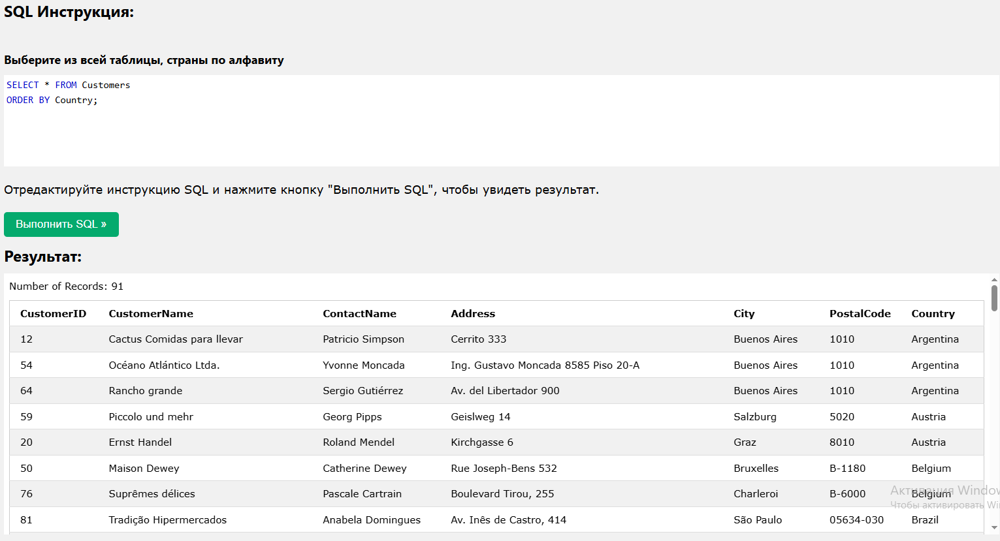 SQL Инструкция:
Выберите из всей таблицы, страны по алфавиту
SELECT * FROM Customers
ORDER BY Country;
Отредактируйте инструкцию SQL и нажмите кнопку "Выполнить SQL", чтобы увидеть результат.
Выполнить SQL »
Результат:
Number of Records: 91
CustomerID CustomerName ContactName Address City PostalCode Country
12 Cactus Comidas para llevar Patricio Simpson Cerrito 333 Buenos Aires 1010 Argentina
54 Océano Atlántico Ltda. Yvonne Moncada Ing. Gustavo Moncada 8585 Piso 20-A Buenos Aires 1010 Argentina
64 Rancho grande Sergio Gutiérrez Av. del Libertador 900 Buenos Aires 1010 Argentina
59 Piccolo und mehr Georg Pipps Geislweg 14 Salzburg 5020 Austria
20 Ernst Handel Roland Mendel Kirchgasse 6 Graz 8010 Austria
50 Maison Dewey Catherine Dewey Rue Joseph-Bens 532 Bruxelles B-1180 Belgium
76 Suprêmes délices Pascale Cartrain Boulevard Tirou, 255 Charleroi B-6000 Belgium
Активация Window
Чтобы активировать Wi
81 Tradição Hipermercados Anabela Domingues Av. Inês de Castro, 414 São Paulo 05634-030 Brazil